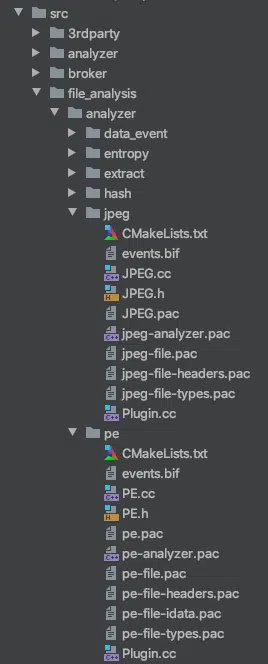 src
3rdparty
analyzer
broker
file_analysis
analyzer
data_event
entropy
extract
hash
jpeg
CMakeLists.txt
events.bif
JPEG.cc
JPEG.h
JPEG.pac
jpeg-analyzer.pac
jpeg-file.pac
jpeg-file-headers.pac
jpeg-file-types.pac
Plugin.cc
pe
CMakeLists.txt
events.bif
PE.cc
PE.h
pe.pac
pe-analyzer.pac
pe-file.pac
pe-file-headers.pac
pe-file-idata.pac
pe-file-types.pac
Plugin.cc